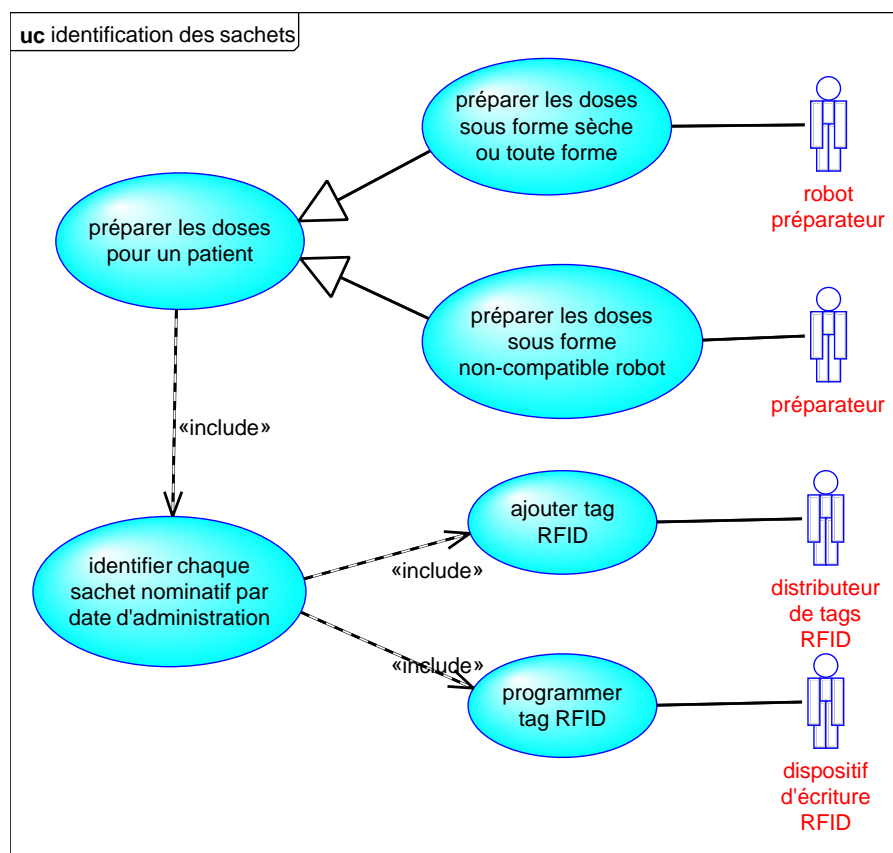 uc identification des sachets
préparer les doses
sous forme sèche
ou toute forme
robot
préparateur
préparer les doses
pour un patient
préparer les doses
sous forme
non-compatible robot
préparateur
«include»
ajouter tag
RFID
distributeur
de tags
RFID
identifier chaque
sachet nominatif par
date d'administration
«include»
«include»
programmer
tag RFID
dispositif
d'écriture
RFID